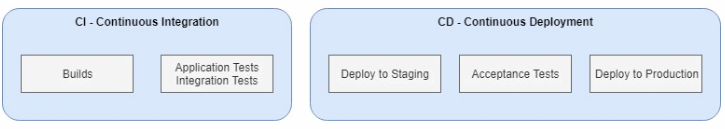 CI - Continuous Integration
Builds
Application Tests
Integration Tests
CD - Continuous Deployment
Deploy to Staging
Acceptance Tests
Deploy to Production